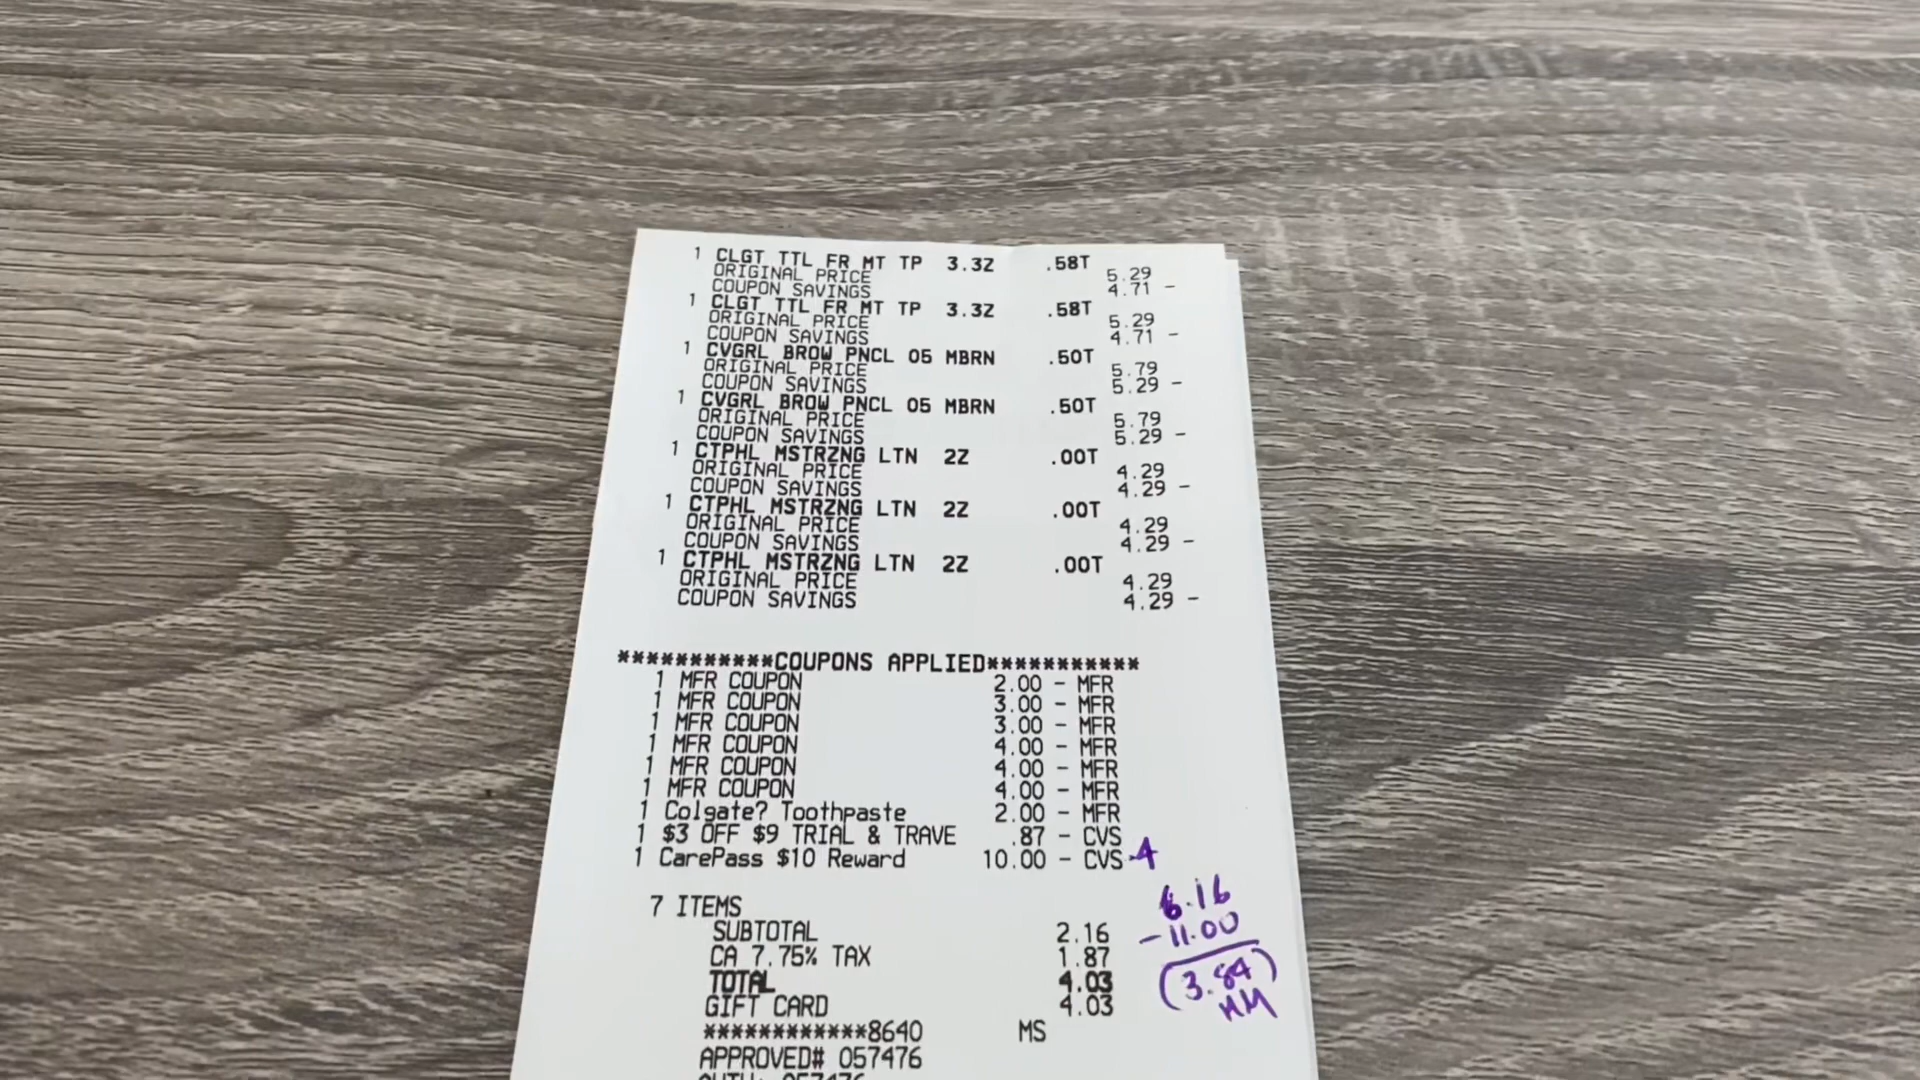 1 CLGT TTL FR MT TP 3.3Z .58T
ORIGINAL PRICE 5.29
COUPON SAVINGS 4.71 -
1 CLGT TTL FR MT TP 3.3Z .58T
ORIGINAL PRICE 5.29
COUPON SAVINGS 4.71 -
1 CVGRL BROW PNCL 05 MBRN .50T
ORIGINAL PRICE 5.79
COUPON SAVINGS 5.29 -
1 CVGRL BROW PNCL 05 MBRN .50T
ORIGINAL PRICE 5.79
COUPON SAVINGS 5.29 -
1 CTPHL MSTRZNG LTN 2Z .00T
ORIGINAL PRICE 4.29
COUPON SAVINGS 4.29 -
1 CTPHL MSTRZNG LTN 2Z .00T
ORIGINAL PRICE 4.29
COUPON SAVINGS 4.29 -
1 CTPHL MSTRZNG LTN 2Z .00T
ORIGINAL PRICE 4.29
COUPON SAVINGS 4.29 -
***********COUPONS APPLIED***********
1 MFR COUPON 2.00 - MFR
1 MFR COUPON 3.00 - MFR
1 MFR COUPON 3.00 - MFR
1 MFR COUPON 4.00 - MFR
1 MFR COUPON 4.00 - MFR
1 MFR COUPON 4.00 - MFR
1 Colgate? Toothpaste 2.00 - MFR
1 $3 OFF $9 TRIAL & TRAVE .87 - CVS
1 CarePass $10 Reward 10.00 - CVS -4
7 ITEMS
SUBTOTAL 2.16
CA 7.75% TAX 1.87
TOTAL 4.03
GIFT CARD 4.03
************8640 MS
APPROVED# 057476
AUTH# 057476
6.16
- 11.00
(3.84)
MM